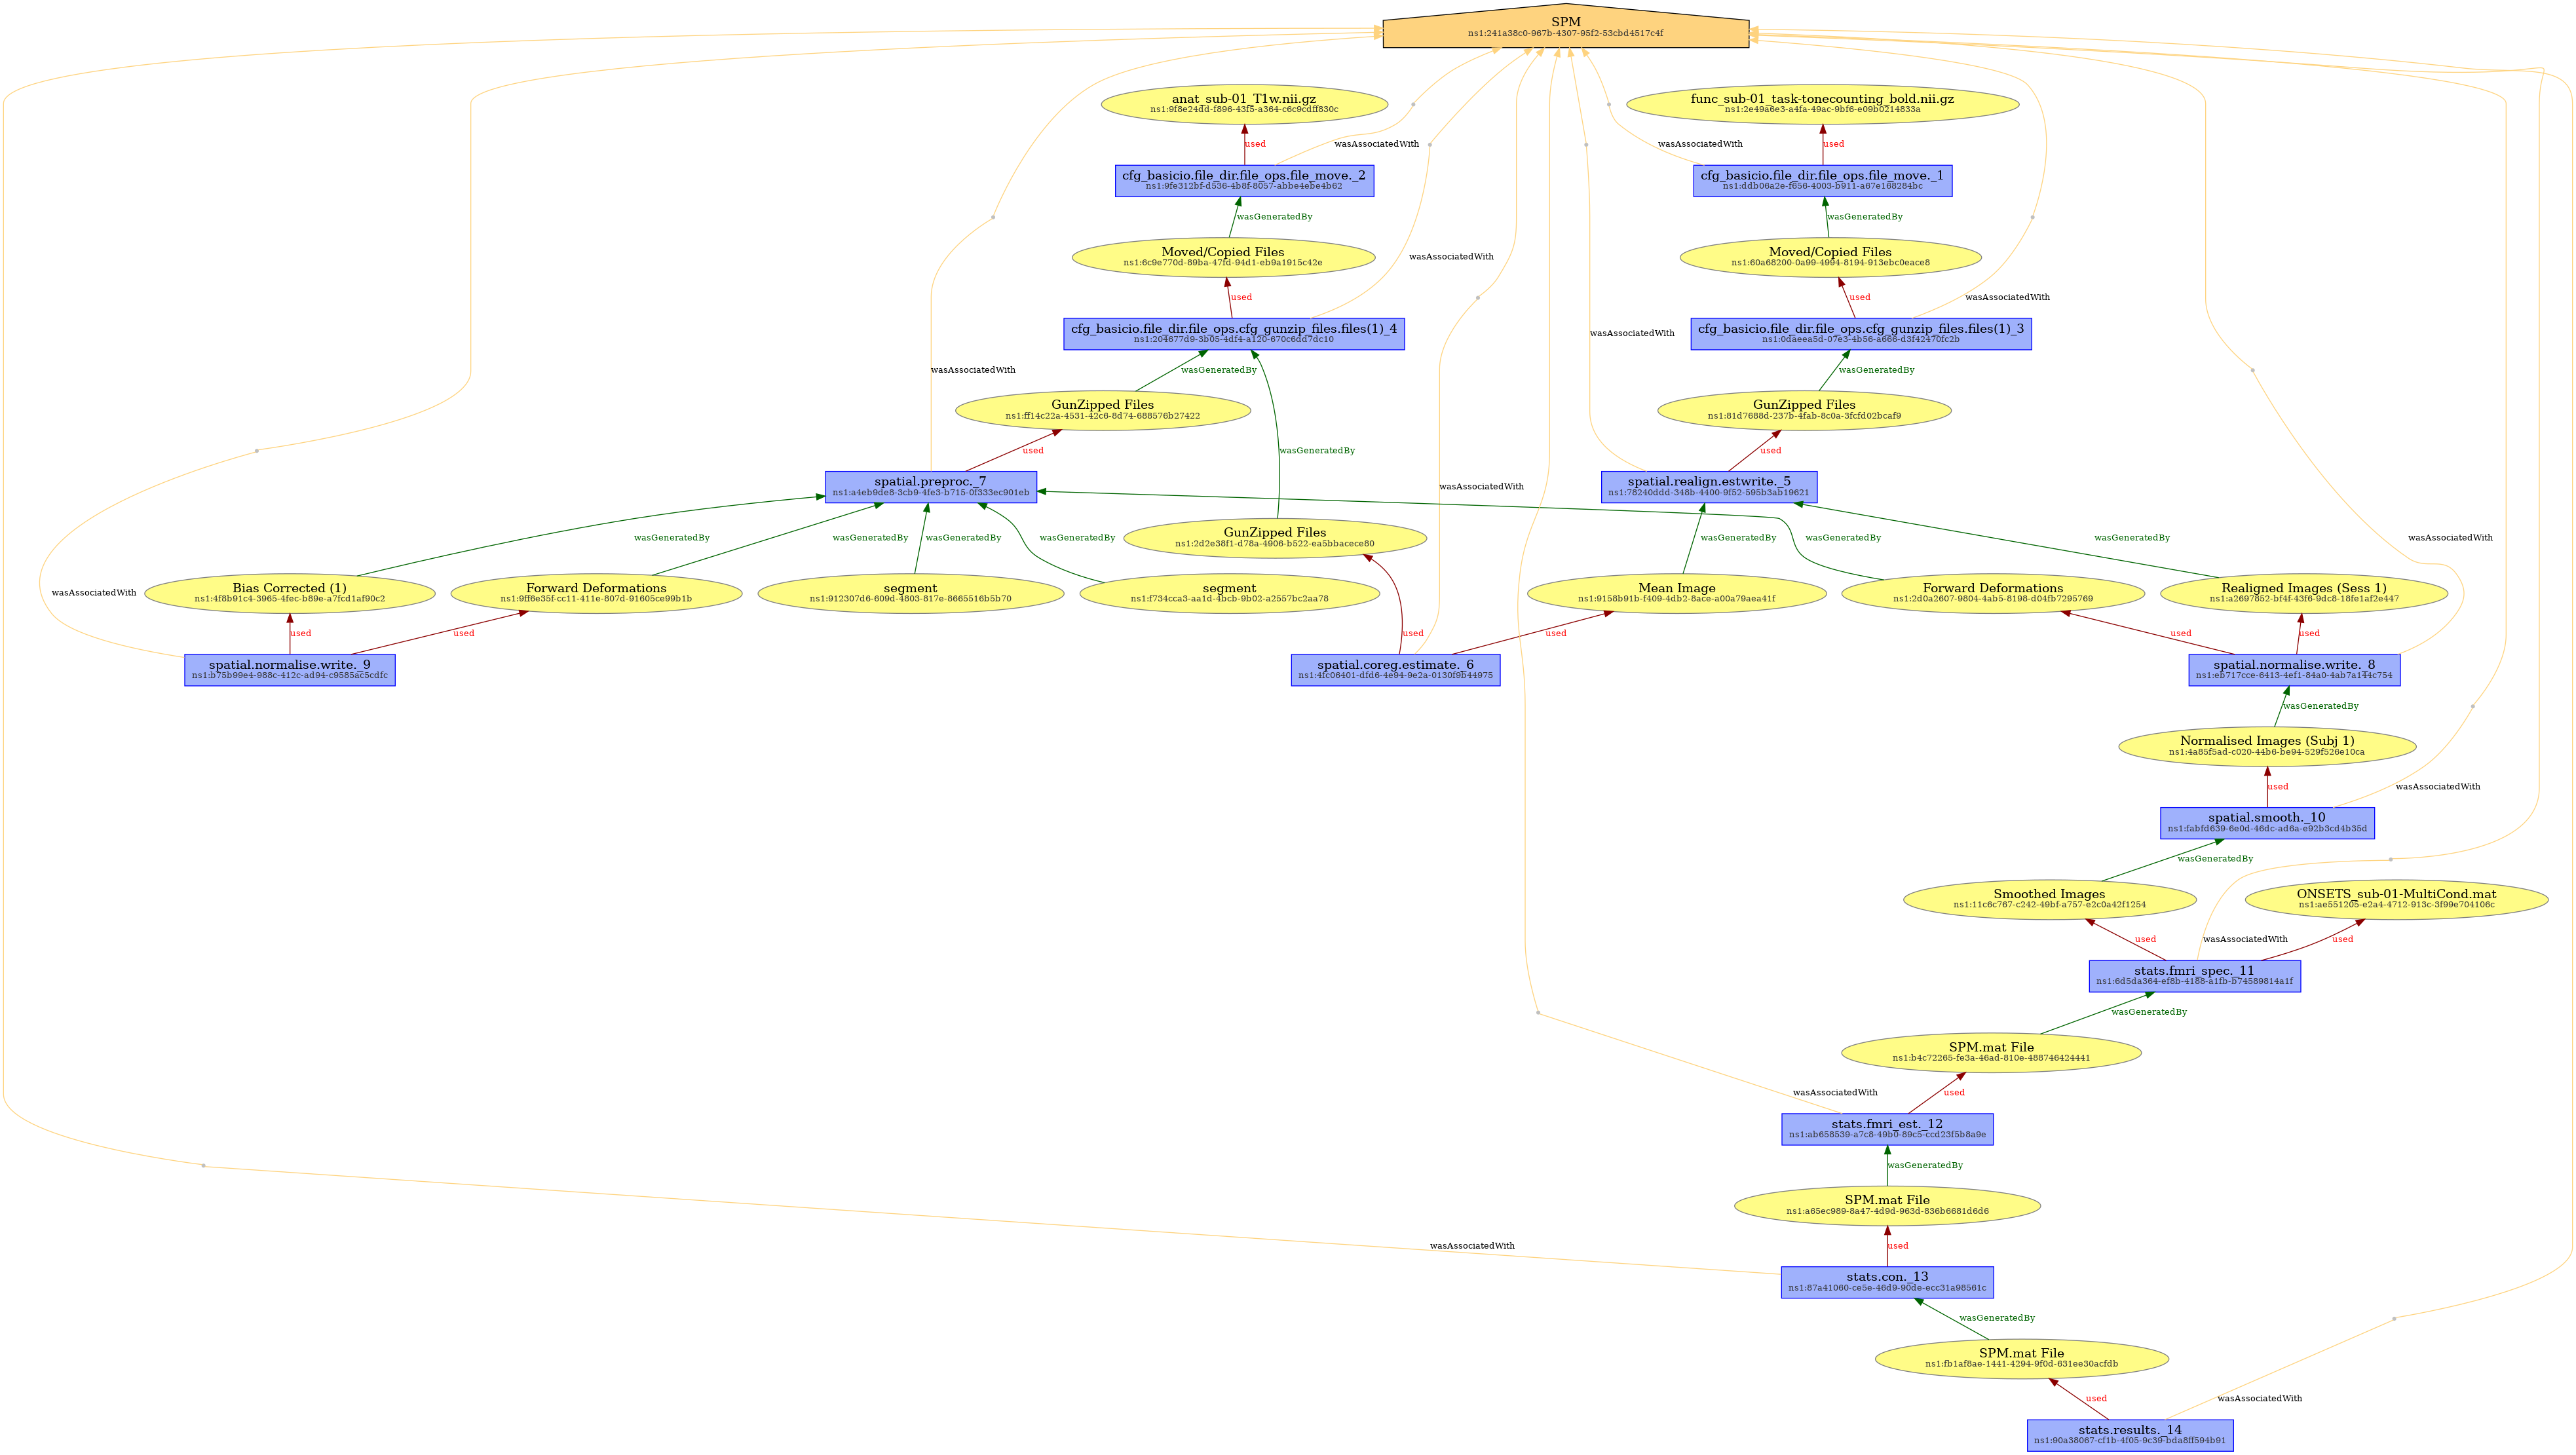 SPM
ns1:241a38c0-967b-4307-95f2-53cbd4517c4f
anat_sub-01_T1w.nii.gz
ns1:9f8e24dd-f896-43f5-a364-c6c9cdff830c
func_sub-01_task-tonecounting_bold.nii.gz
ns1:2e49a6e3-a4fa-49ac-9bf6-e09b0214833a
used
wasAssociatedWith
wasAssociatedWith
used
cfg_basicio.file_dir.file_ops.file_move._2
ns1:9fe312bf-d536-4b8f-8057-abbe4ebe4b62
cfg_basicio.file_dir.file_ops.file_move._1
ns1:ddb06a2e-f656-4003-b911-a67e168284bc
wasGeneratedBy
wasGeneratedBy
Moved/Copied Files
ns1:6c9e770d-89ba-47fd-94d1-eb9a1915c42e
wasAssociatedWith
Moved/Copied Files
ns1:60a68200-0a99-4994-8194-913ebc0eace8
used
used
wasAssociatedWith
cfg_basicio.file_dir.file_ops.cfg_gunzip_files.files(1)_4
ns1:204677d9-3b05-4df4-a120-670c6dd7dc10
wasAssociatedWith
cfg_basicio.file_dir.file_ops.cfg_gunzip_files.files(1)_3
ns1:0daeea5d-07e3-4b56-a666-d3f42470fc2b
wasAssociatedWith
wasGeneratedBy
wasGeneratedBy
GunZipped Files
ns1:ff14c22a-4531-42c6-8d74-688576b27422
GunZipped Files
ns1:81d7688d-237b-4fab-8c0a-3fcfd02bcaf9
used
wasGeneratedBy
used
spatial.preproc._7
ns1:a4eb9de8-3cb9-4fe3-b715-0f333ec901eb
wasAssociatedWith
spatial.realign.estwrite._5
ns1:78240ddd-348b-4400-9f52-595b3ab19621
wasGeneratedBy
wasGeneratedBy
wasGeneratedBy
wasGeneratedBy
GunZipped Files
ns1:2d2e38f1-d78a-4906-b522-ea5bbacece80
wasGeneratedBy
wasGeneratedBy
wasGeneratedBy
wasAssociatedWith
wasAssociatedWith
Bias Corrected (1)
ns1:4f8b91c4-3965-4fec-b89e-a7fcd1af90c2
Forward Deformations
ns1:9ff6e35f-cc11-411e-807d-91605ce99b1b
segment
ns1:912307d6-609d-4803-817e-8665516b5b70
segment
ns1:f734cca3-aa1d-4bcb-9b02-a2557bc2aa78
Mean Image
ns1:9158b91b-f409-4db2-8ace-a00a79aea41f
Forward Deformations
ns1:2d0a2607-9804-4ab5-8198-d04fb7295769
Realigned Images (Sess 1)
ns1:a2697852-bf4f-43f6-9dc8-18fe1af2e447
used
used
used
used
used
used
spatial.normalise.write._9
ns1:b75b99e4-988c-412c-ad94-c9585ac5cdfc
spatial.coreg.estimate._6
ns1:4fc06401-dfd6-4e94-9e2a-0130f9b44975
spatial.normalise.write._8
ns1:eb717cce-6413-4ef1-84a0-4ab7a144c754
wasGeneratedBy
Normalised Images (Subj 1)
ns1:4a85f5ad-c020-44b6-be94-529f526e10ca
used
wasAssociatedWith
spatial.smooth._10
ns1:fabfd639-6e0d-46dc-ad6a-e92b3cd4b35d
wasGeneratedBy
Smoothed Images
ns1:11c6c767-c242-49bf-a757-e2c0a42f1254
ONSETS_sub-01-MultiCond.mat
ns1:ae551205-e2a4-4712-913c-3f99e704106c
used
wasAssociatedWith
used
stats.fmri_spec._11
ns1:6d5da364-ef8b-4188-a1fb-b74589814a1f
wasGeneratedBy
SPM.mat File
ns1:b4c72265-fe3a-46ad-810e-488746424441
wasAssociatedWith
used
stats.fmri_est._12
ns1:ab658539-a7c8-49b0-89c5-ccd23f5b8a9e
wasGeneratedBy
SPM.mat File
ns1:a65ec989-8a47-4d9d-963d-836b6681d6d6
wasAssociatedWith
used
stats.con._13
ns1:87a41060-ce5e-46d9-90de-ecc31a98561c
wasGeneratedBy
SPM.mat File
ns1:fb1af8ae-1441-4294-9f0d-631ee30acfdb
used
wasAssociatedWith
stats.results._14
ns1:90a38067-cf1b-4f05-9c39-bda8ff594b91